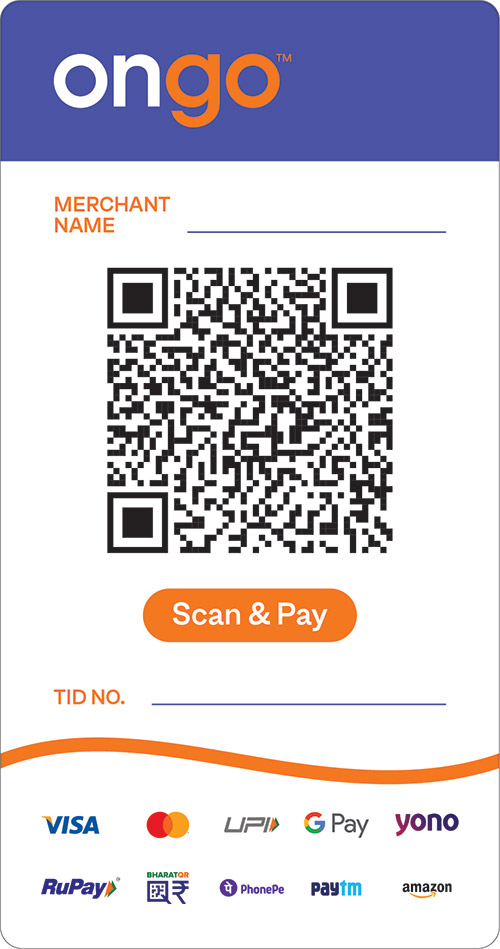 ongo™
MERCHANT
NAME
Scan & Pay
TID NO.
VISA
UPI
G Pay
yono
RuPay
BHARATQR
PhonePe
paytm
amazon